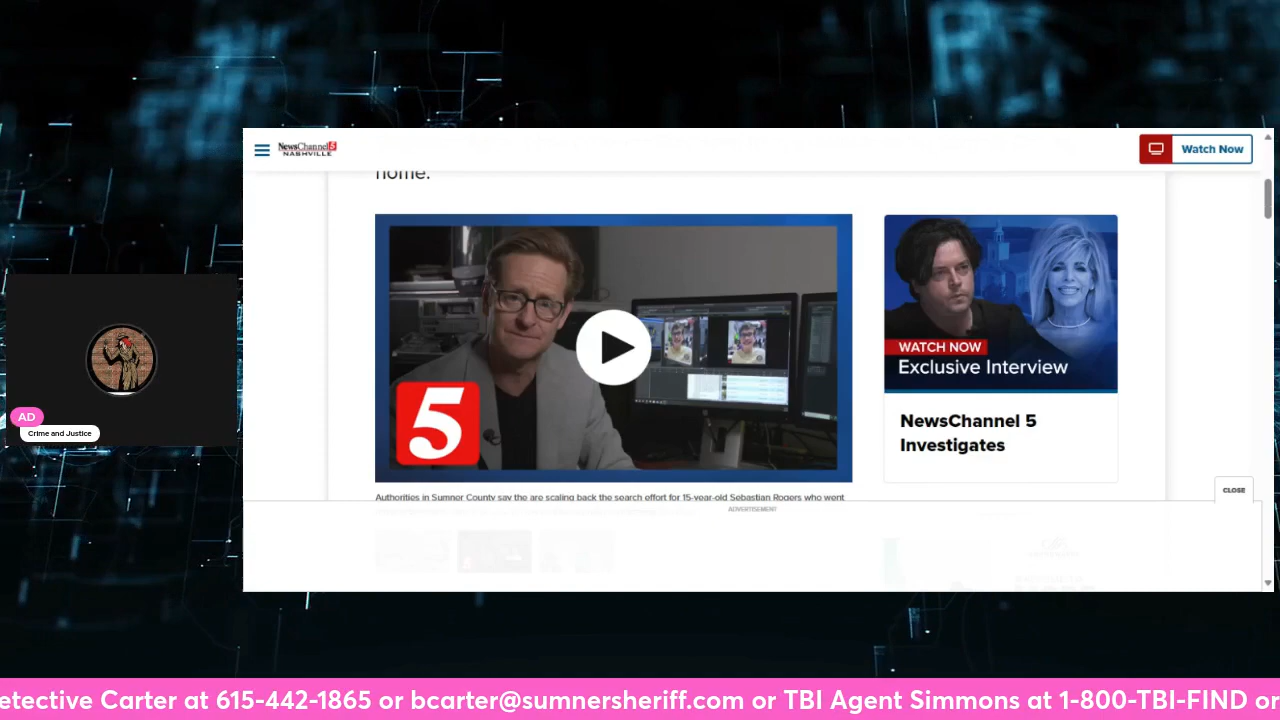 NewsChannel 5
NASHVILLE
Watch Now
home.
5
WATCH NOW
Exclusive Interview
NewsChannel 5
Investigates
Authorities in Sumner County say the are scaling back the search effort for 15-year-old Sebastian Rogers who went
CLOSE
ADVERTISEMENT
AD
Crime and Justice
etective Carter at 615-442-1865 or bcarter@sumnersheriff.com or TBI Agent Simmons at 1-800-TBI-FIND or